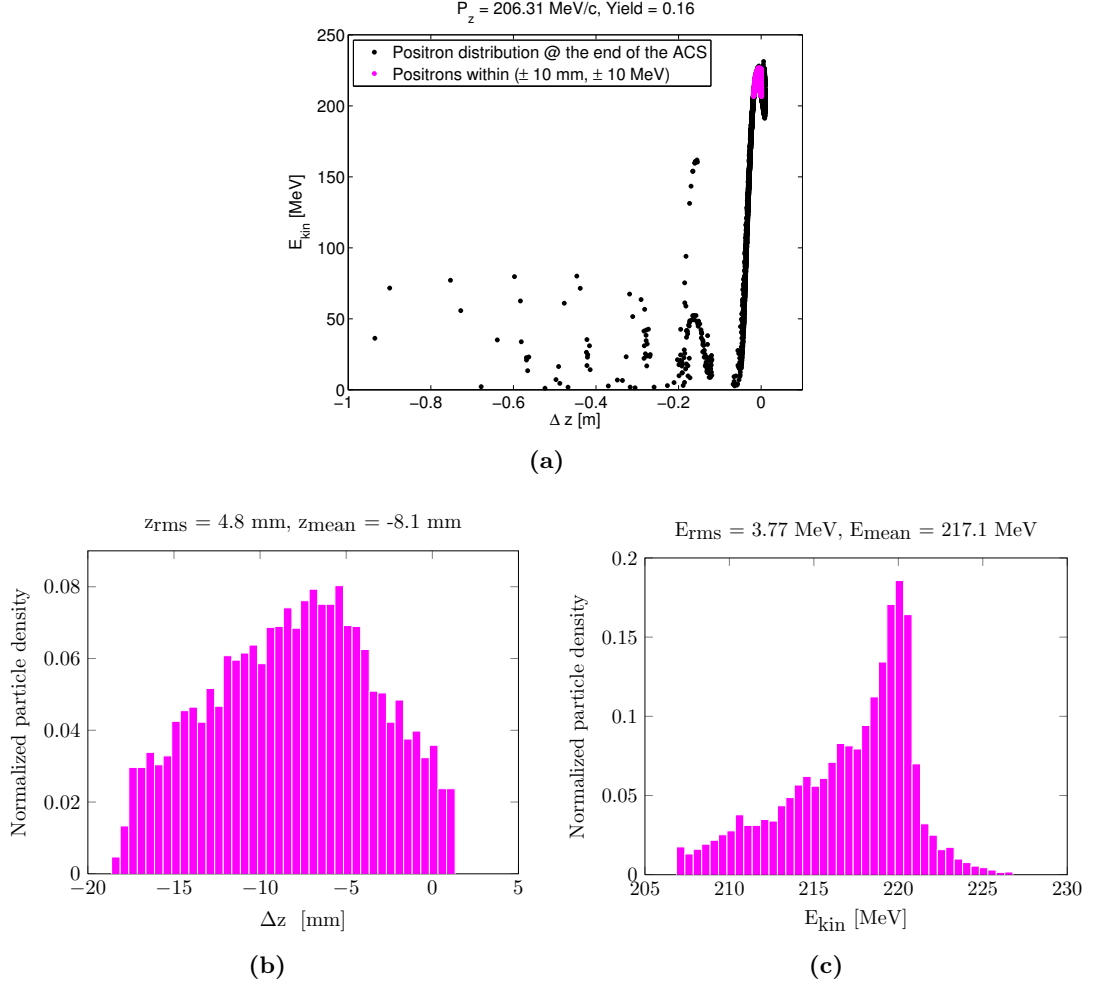 P_z = 206.31 MeV/c, Yield = 0.16
250
200
150
100
50
0
E_kin [MeV]
Positron distribution @ the end of the ACS
Positrons within (± 10 mm, ± 10 MeV)
−1 −0.8 −0.6 −0.4 −0.2 0
Δ z [m]
(a)
z_rms = 4.8 mm, z_mean = -8.1 mm
0.08
0.06
0.04
0.02
0
Normalized particle density
−20 −15 −10 −5 0 5
Δz [mm]
(b)
E_rms = 3.77 MeV, E_mean = 217.1 MeV
0.2
0.15
0.1
0.05
0
Normalized particle density
205 210 215 220 225 230
E_kin [MeV]
(c)